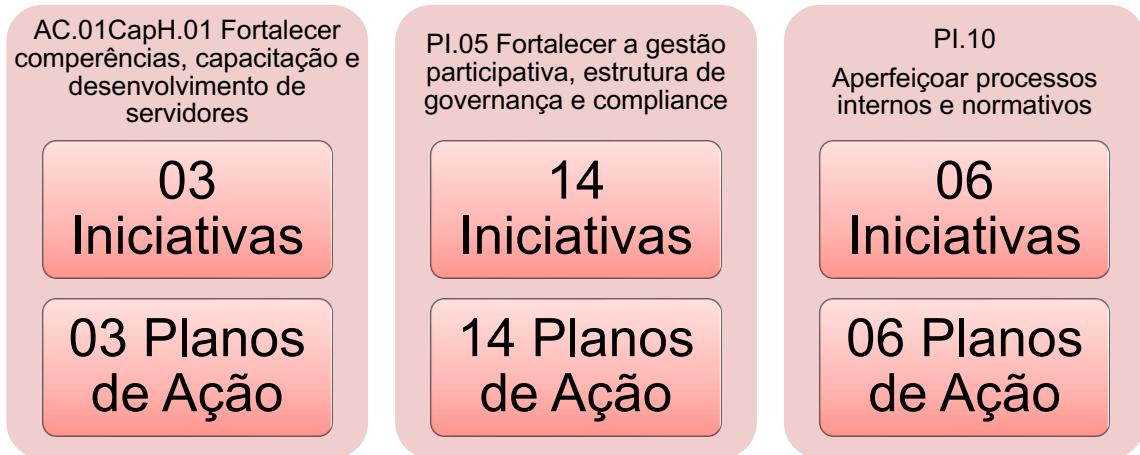 AC.01CapH.01 Fortalecer
comperências, capacitação e
desenvolvimento de
servidores
03
Iniciativas
03 Planos
de Ação
PI.05 Fortalecer a gestão
participativa, estrutura de
governança e compliance
14
Iniciativas
14 Planos
de Ação
PI.10
Aperfeiçoar processos
internos e normativos
06
Iniciativas
06 Planos
de Ação